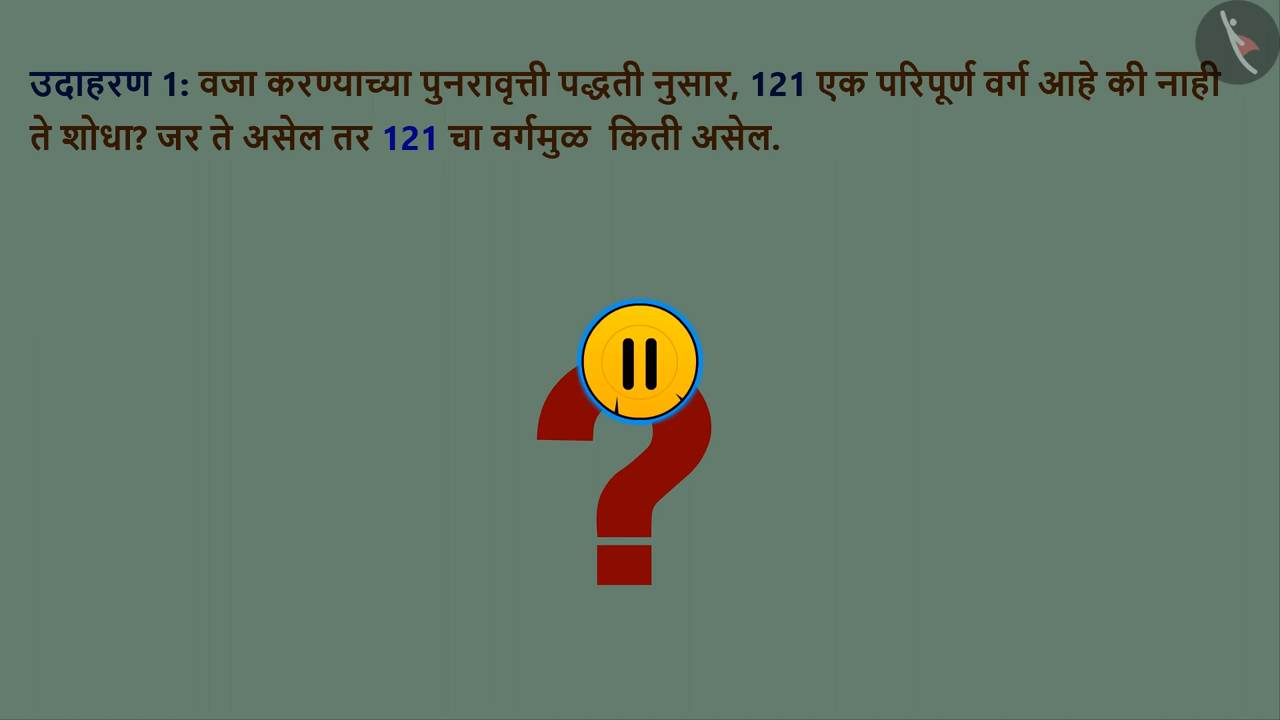 उदाहरण 1: वजा करण्याच्या पुनरावृत्ती पद्धती नुसार, 121 एक परिपूर्ण वर्ग आहे की नाही
ते शोधा? जर ते असेल तर 121 चा वर्गमुळ किती असेल.